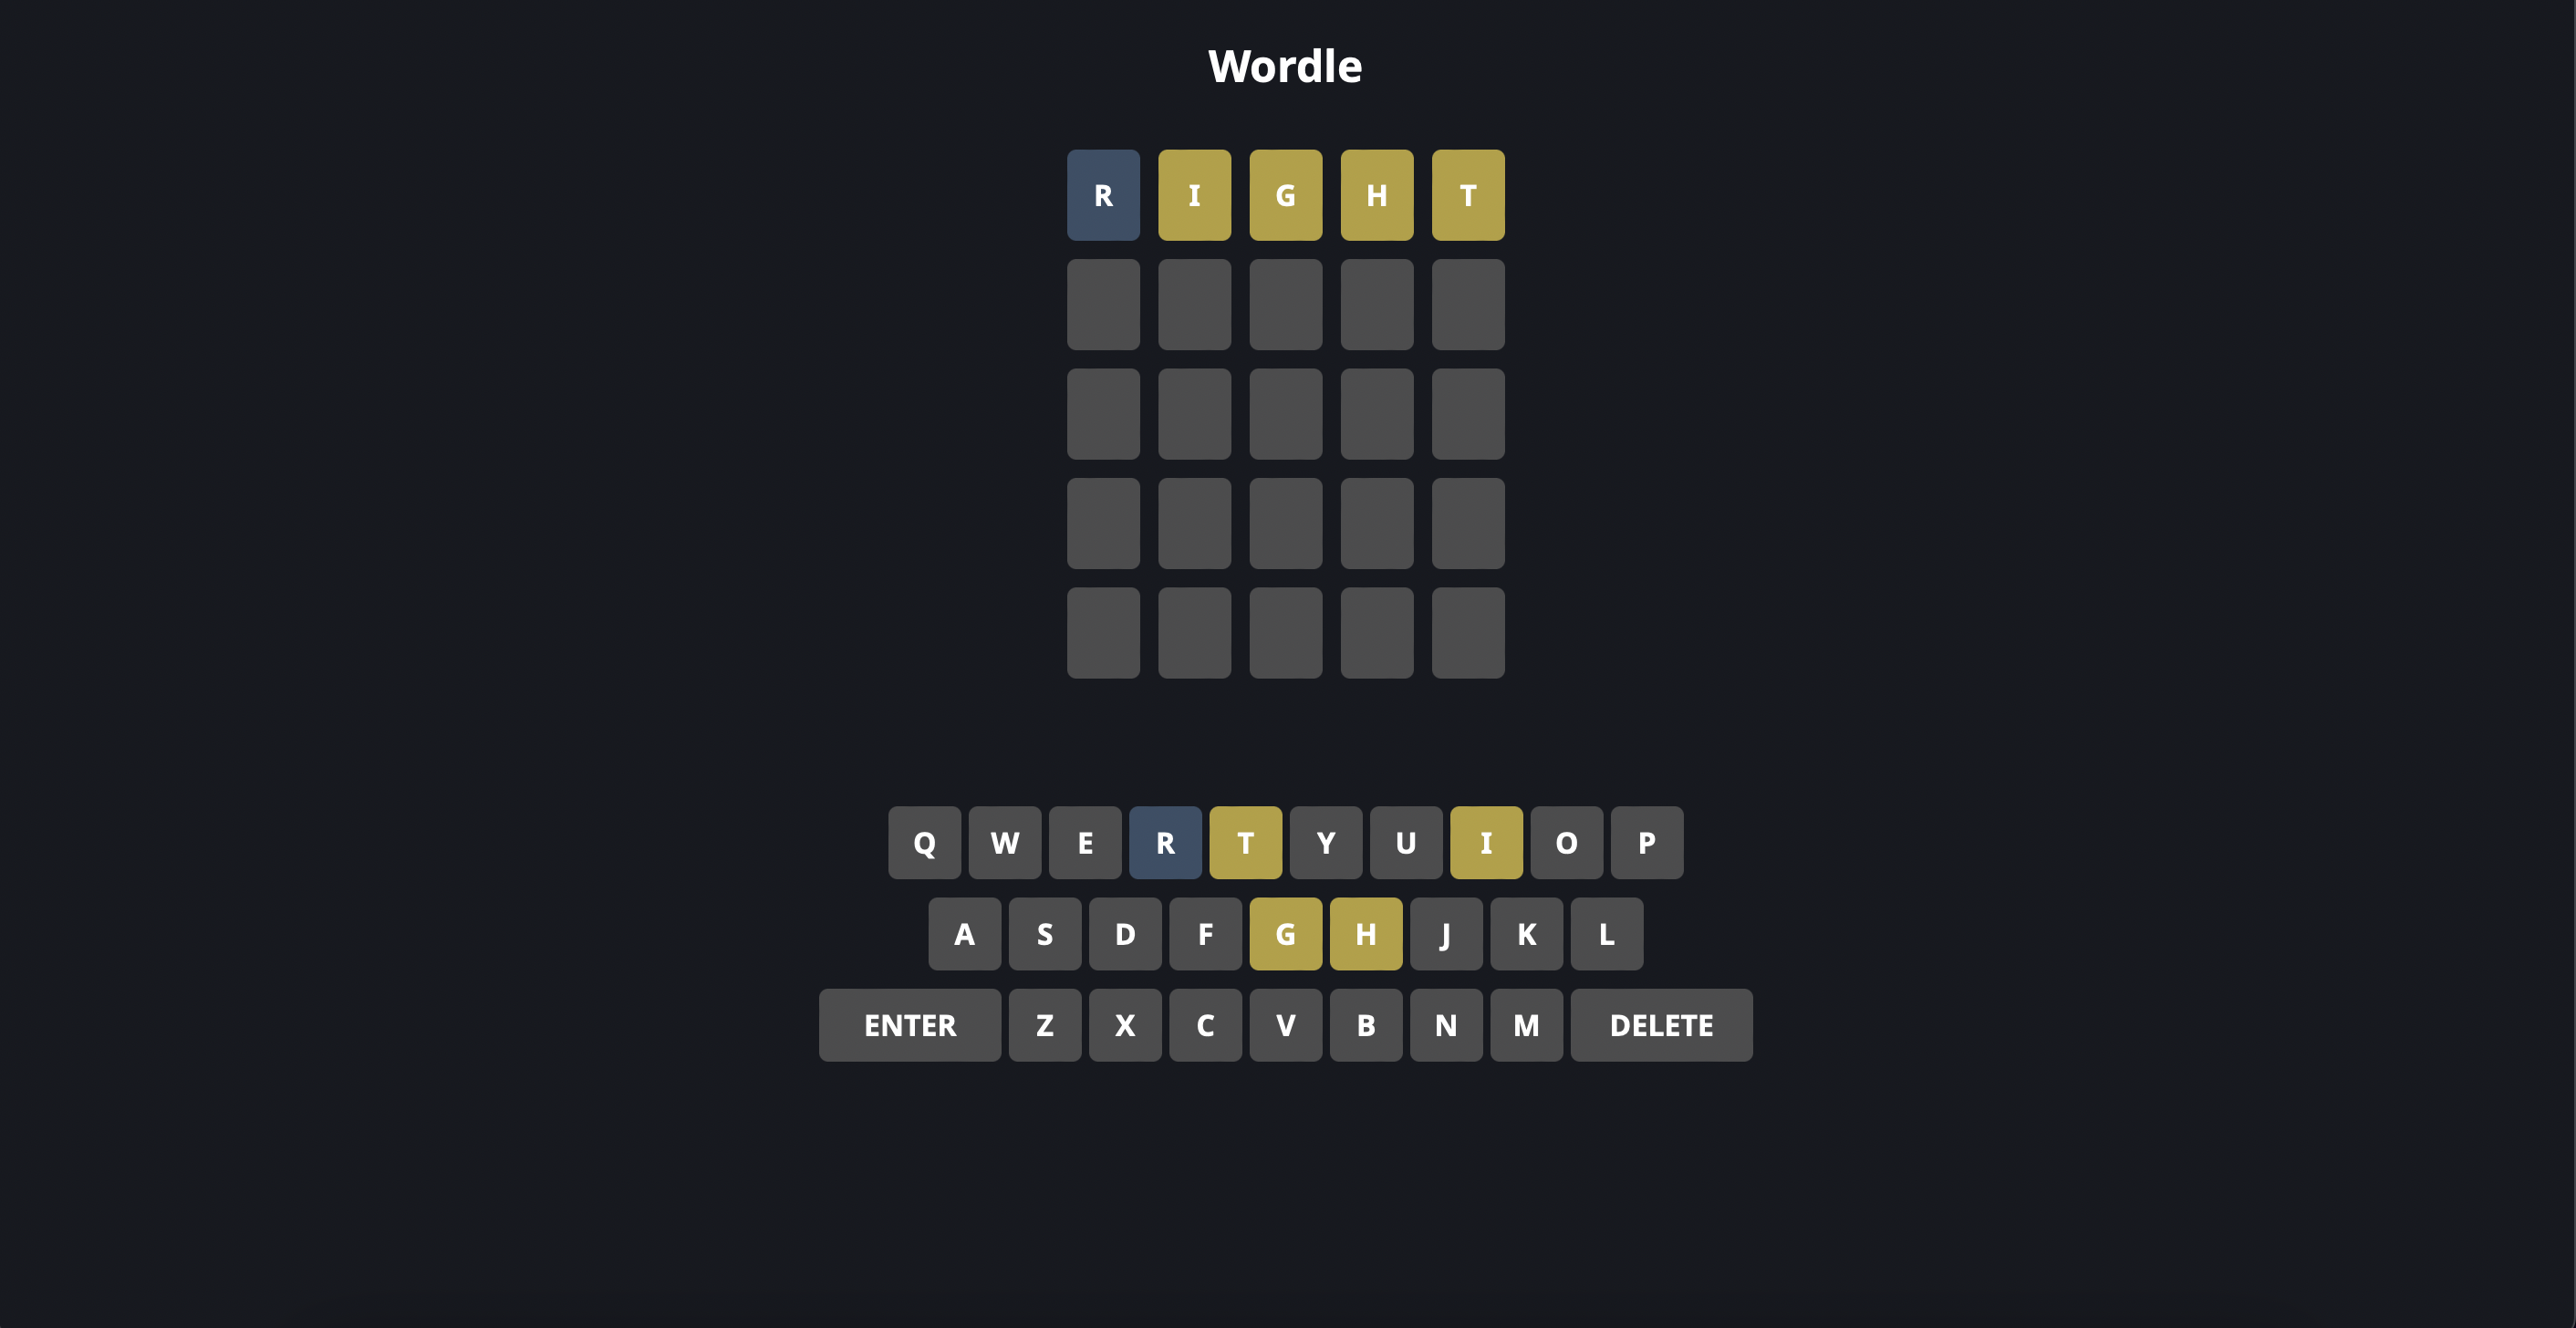 Wordle
R I G H T
Q W E R T Y U I O P
A S D F G H J K L
ENTER Z X C V B N M DELETE